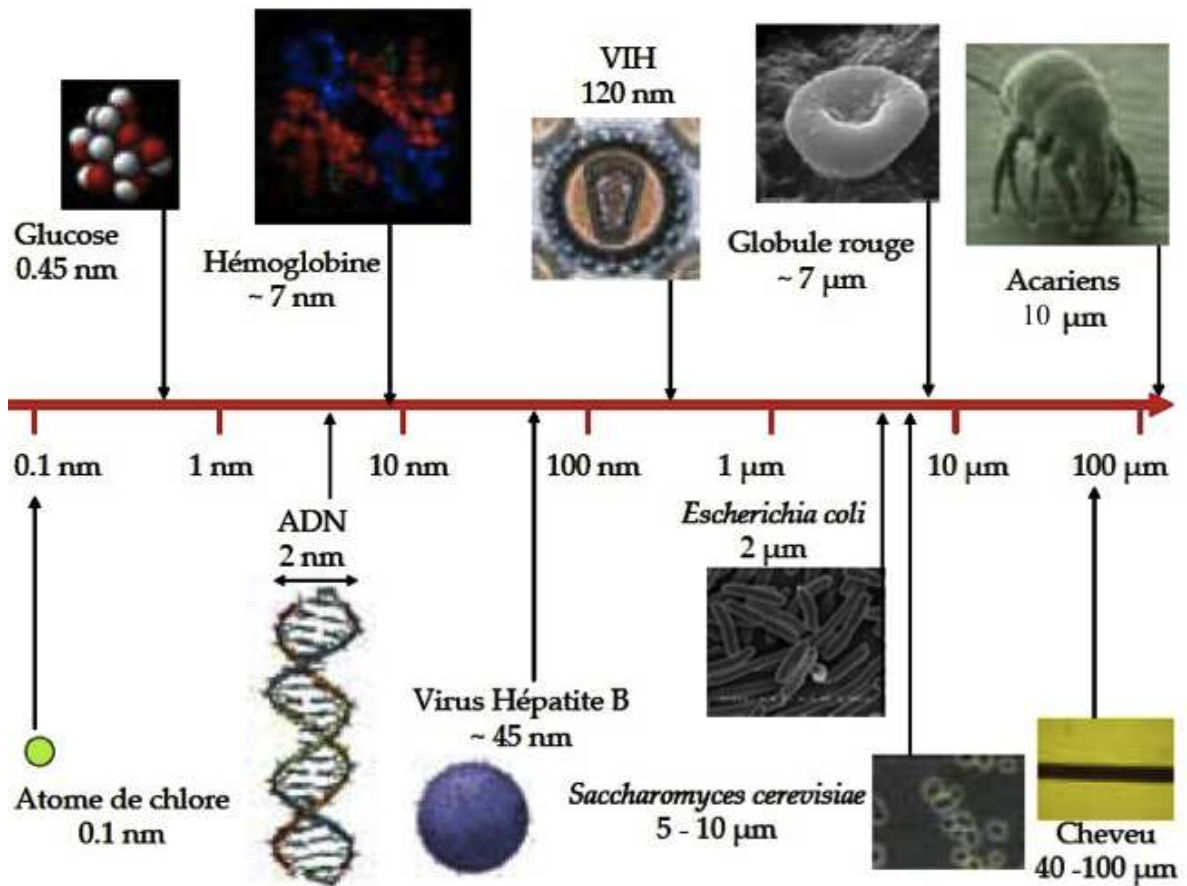 VIH
120 nm
Glucose
0.45 nm
Hémoglobine
~ 7 nm
Globule rouge
~ 7 µm
Acariens
10 µm
0.1 nm
1 nm
10 nm
100 nm
1 µm
10 µm
100 µm
ADN
2 nm
Escherichia coli
2 µm
Virus Hépatite B
~ 45 nm
Atome de chlore
0.1 nm
Saccharomyces cerevisiae
5 - 10 µm
Cheveu
40 -100 µm